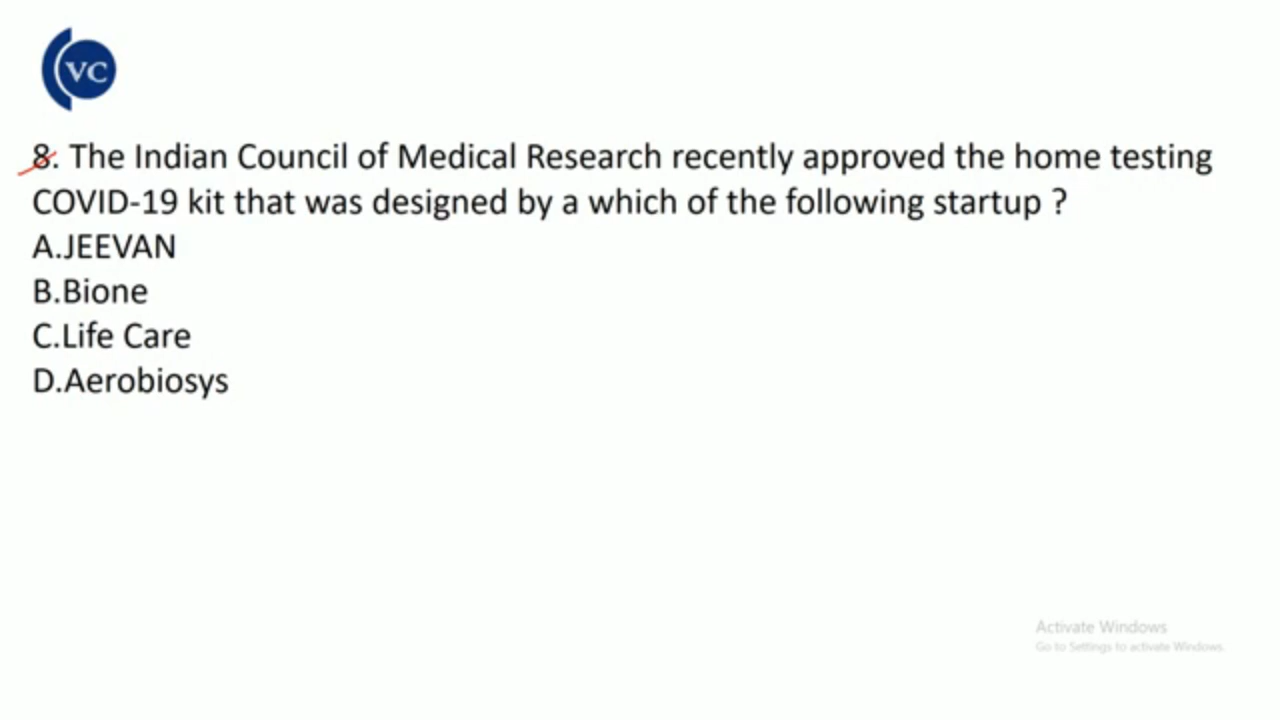 VC
8. The Indian Council of Medical Research recently approved the home testing
COVID-19 kit that was designed by a which of the following startup ?
A.JEEVAN
B.Bione
C.Life Care
D.Aerobiosys
Activate Windows
Go to Settings to activate Windows.